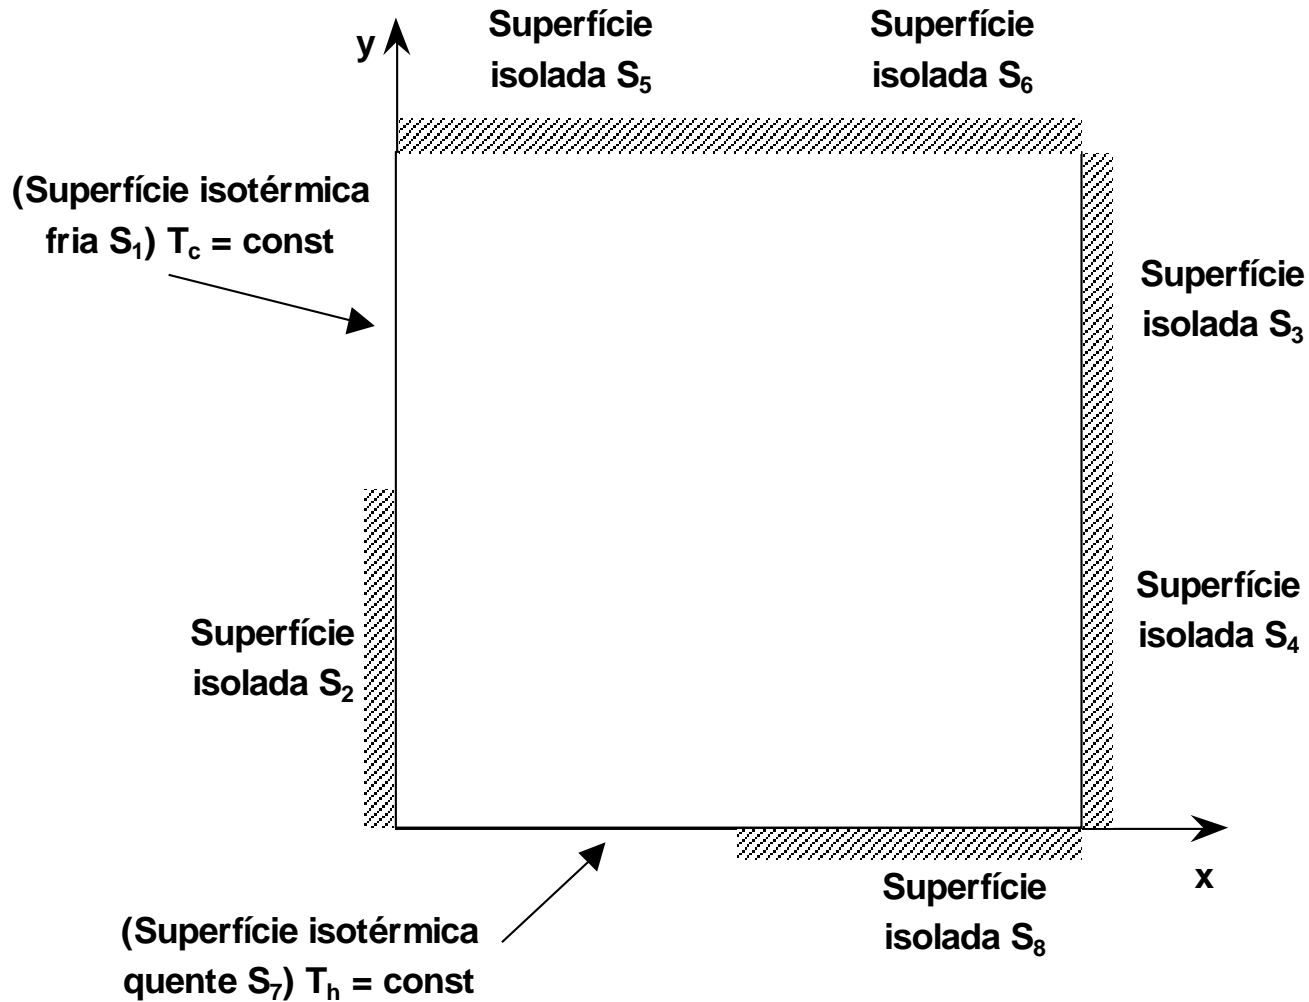 Superfície
isolada S₅
Superfície
isolada S₆
y
(Superfície isotérmica
fria S₁) T_c = const
Superfície
isolada S₃
Superfície
isolada S₄
Superfície
isolada S₂
x
Superfície
isolada S₈
(Superfície isotérmica
quente S₇) Tₕ = const